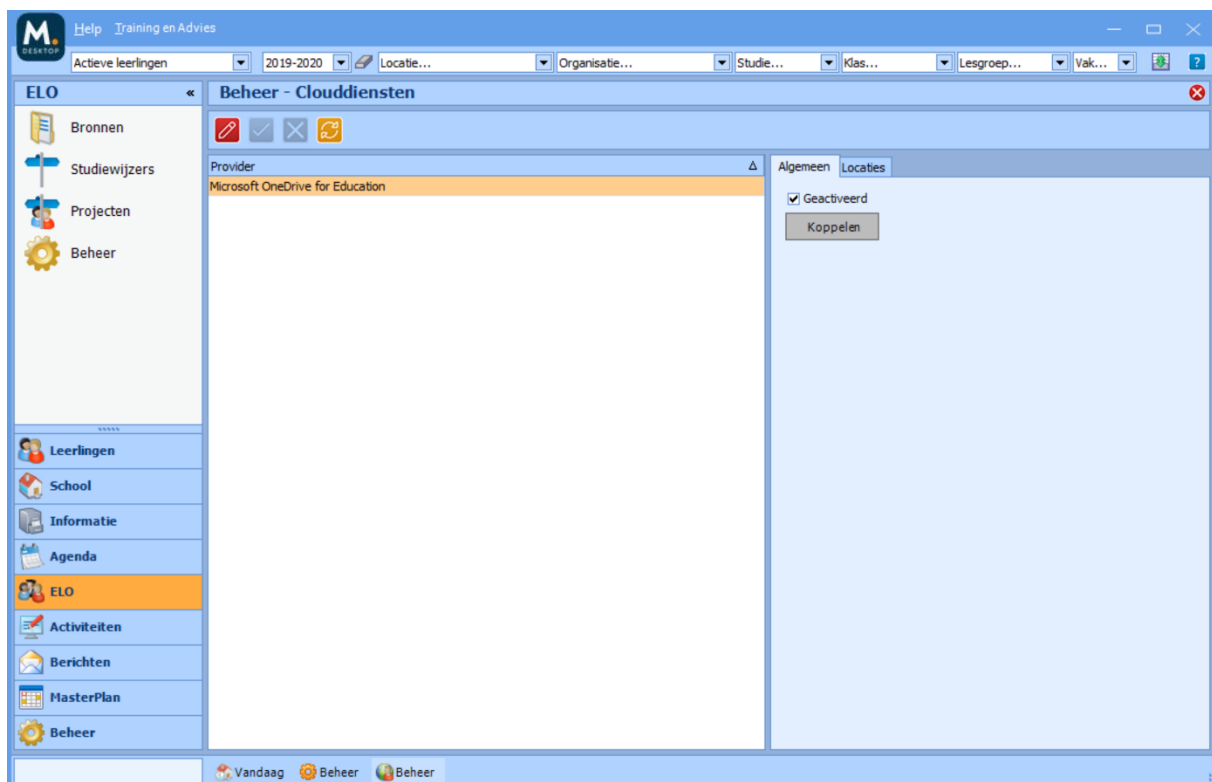 M.
DESKTOP
Help Training en Advies
Actieve leerlingen 2019-2020 Locatie... Organisatie... Studie... Klas... Lesgroep... Vak... ?
ELO «
Beheer - Clouddiensten
Bronnen
Studiewijzers
Projecten
Beheer
Provider
Microsoft OneDrive for Education
Algemeen Locaties
Geactiveerd
Koppelen
Leerlingen
School
Informatie
Agenda
ELO
Activiteiten
Berichten
MasterPlan
Beheer
Vandaag Beheer Beheer